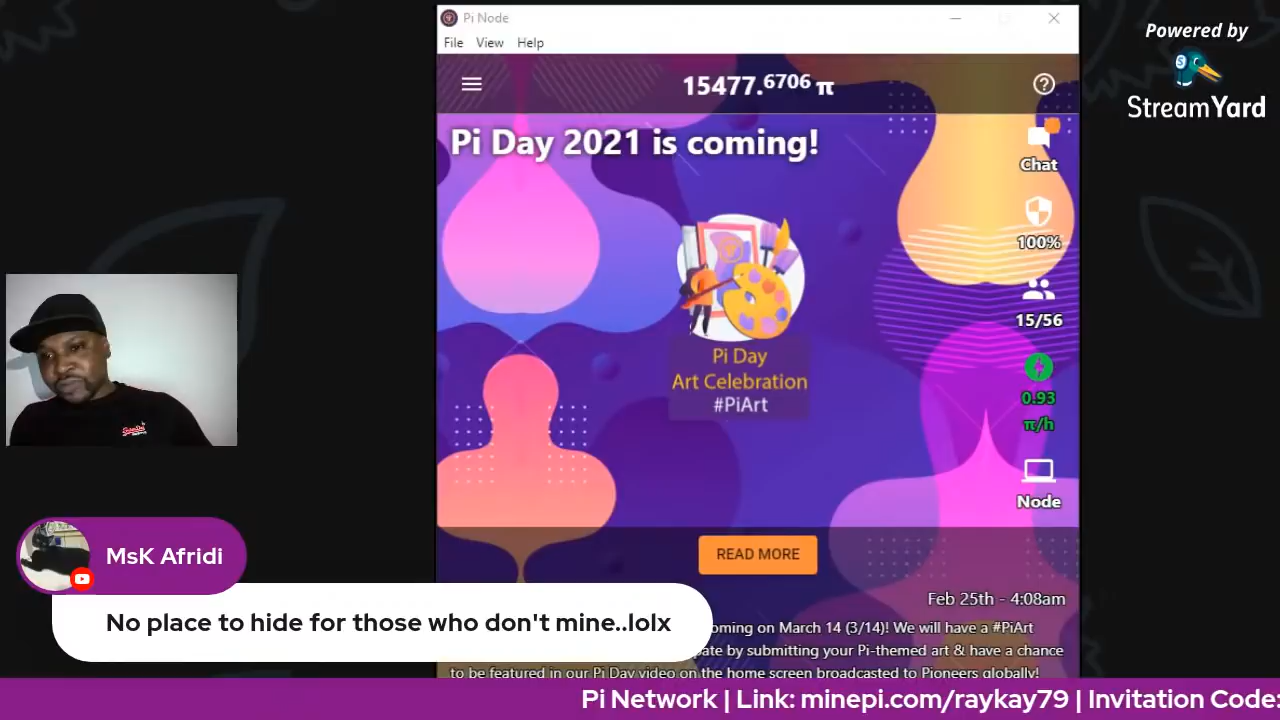 Pi Node
File View Help
15477.6706 π
Pi Day 2021 is coming!
Chat
100%
15/56
0.93
π/h
Node
Pi Day
Art Celebration
#PiArt
READ MORE
Feb 25th - 4:08am
oming on March 14 (3/14)! We will have a #PiArt
ate by submitting your Pi-themed art & have a chance
to be featured in our Pi Day video on the home screen broadcasted to Pioneers globally!
Powered by
StreamYard
MsK Afridi
No place to hide for those who don't mine..lolx
Pi Network | Link: minepi.com/raykay79 | Invitation Code: